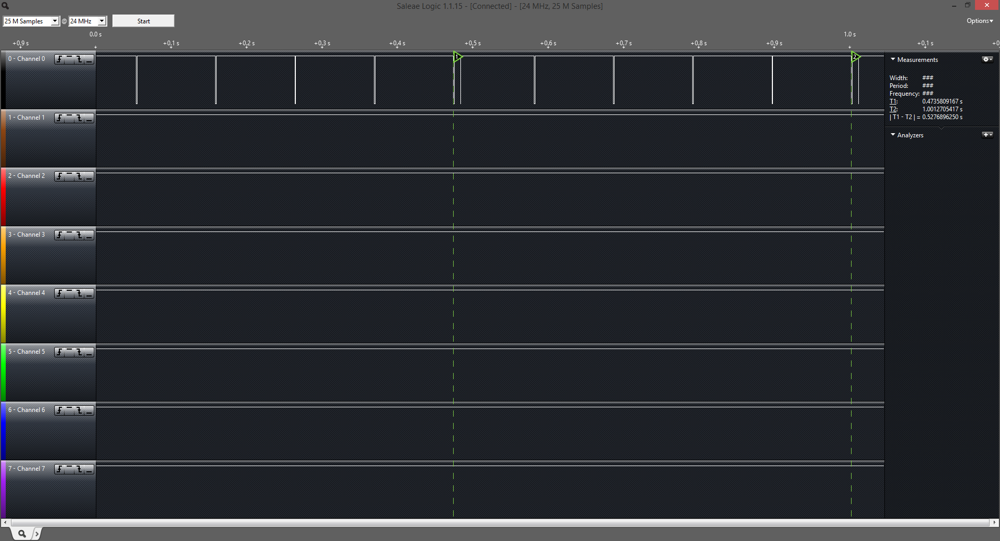 Saleae Logic 1.1.15 - [Connected] - [24 MHz, 25 M Samples]
25 M Samples @ 24 MHz Start Options
0.0 s 1.0 s
+0.9 s +0.1 s +0.2 s +0.3 s +0.4 s +0.5 s +0.6 s +0.7 s +0.8 s +0.9 s +0.1 s +0
0 - Channel 0
1 2
Measurements
Width: ###
Period: ###
Frequency: ###
T1: 0.4735809167 s
T2: 1.0012705417 s
| T1 - T2 | = 0.5276896250 s
Analyzers
1 - Channel 1
2 - Channel 2
3 - Channel 3
4 - Channel 4
5 - Channel 5
6 - Channel 6
7 - Channel 7